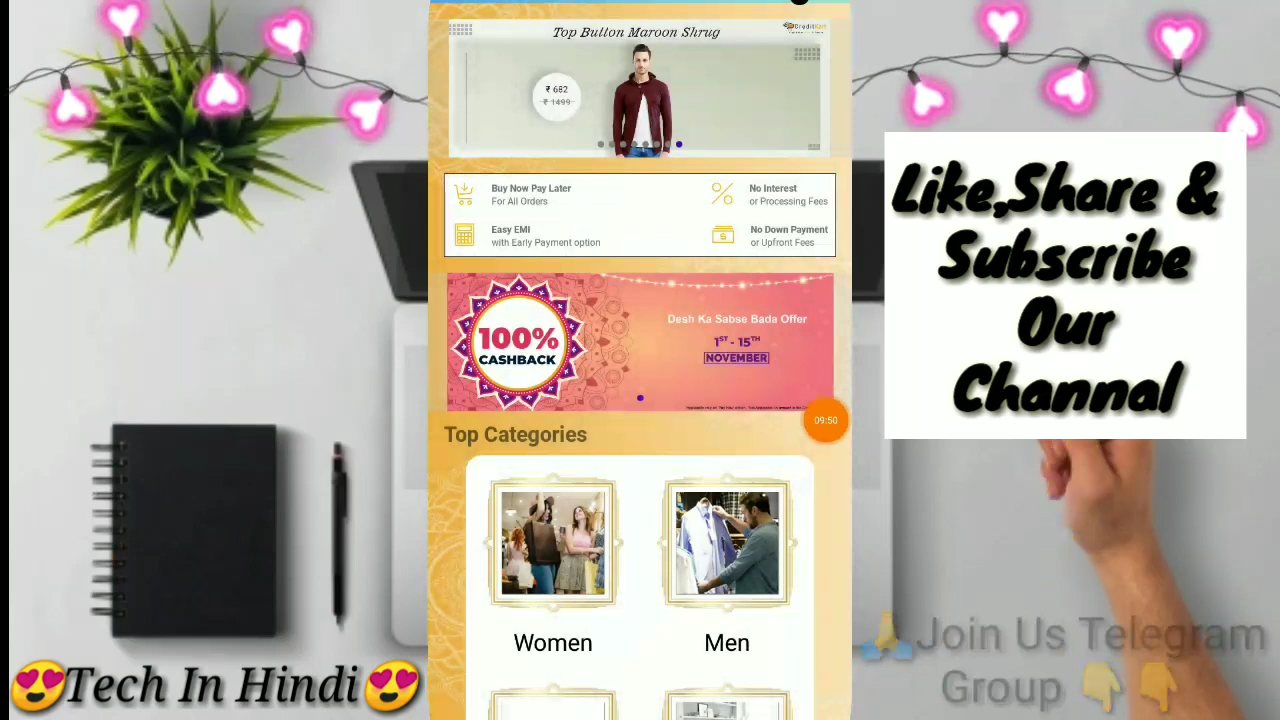 Top Button Maroon Shrug
₹ 682
₹ 1499
Buy Now Pay Later
For All Orders
No Interest
or Processing Fees
Easy EMI
with Early Payment option
No Down Payment
or Upfront Fees
100%
CASHBACK
Desh Ka Sabse Bada Offer
1ST - 15TH
NOVEMBER
09:50
Top Categories
Women
Men
Like,Share &
Subscribe
Our
Channal
😍Tech In Hindi😍
🙏Join Us Telegram
Group 👇👇